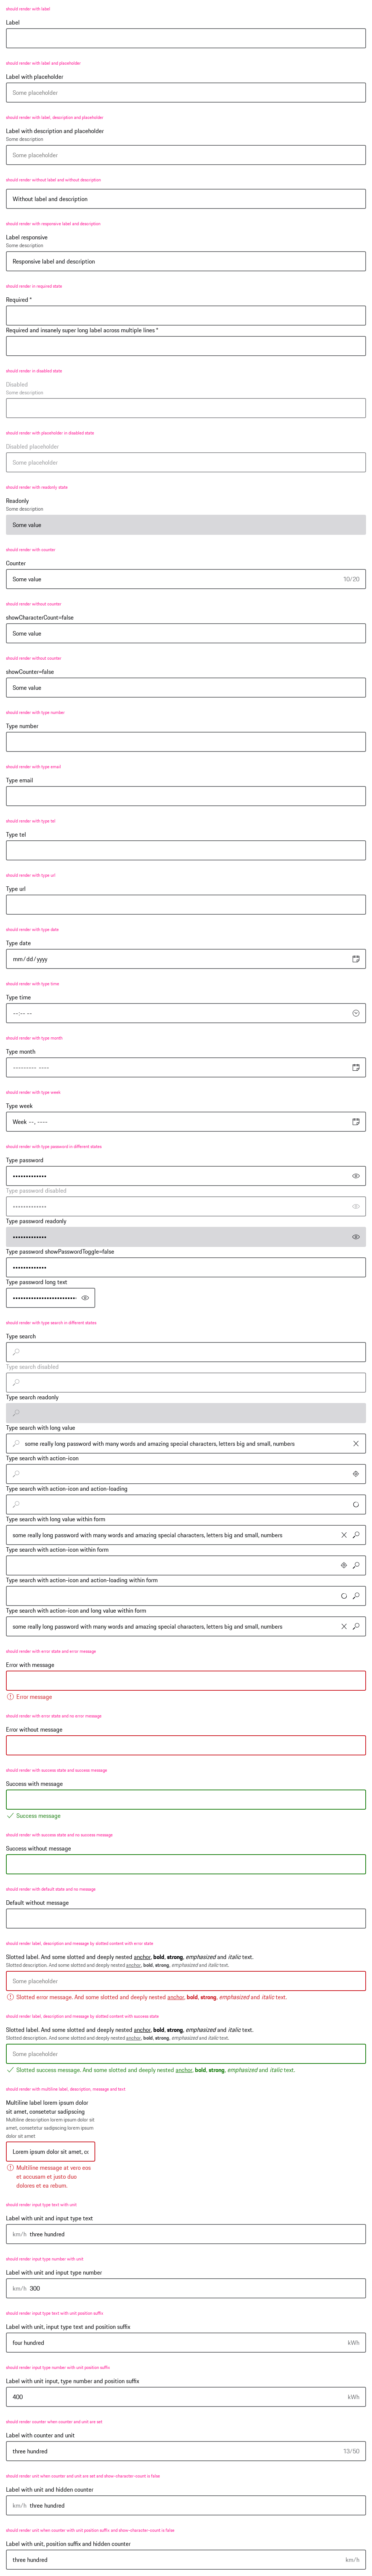 should render with label
Label
should render with label and placeholder
Label with placeholder
Some placeholder
should render with label, description and placeholder
Label with description and placeholder
Some description
Some placeholder
should render without label and without description
Without label and description
should render with responsive label and description
Label responsive
Some description
Responsive label and description
should render in required state
Required *
Required and insanely super long label across multiple lines *
should render in disabled state
Disabled
Some description
should render with placeholder in disabled state
Disabled placeholder
Some placeholder
should render with readonly state
Readonly
Some description
Some value
should render with counter
Counter
Some value 10/20
should render without counter
showCharacterCount=false
Some value
should render without counter
showCounter=false
Some value
should render with type number
Type number
should render with type email
Type email
should render with type tel
Type tel
should render with type url
Type url
should render with type date
Type date
mm/dd/yyyy
should render with type time
Type time
--:-- --
should render with type month
Type month
--------- ----
should render with type week
Type week
Week --, ----
should render with type password in different states
Type password
•••••••••••••
Type password disabled
•••••••••••••
Type password readonly
•••••••••••••
Type password showPasswordToggle=false
•••••••••••••
Type password long text
should render with type search in different states
Type search
Type search disabled
Type search readonly
Type search with long value
some really long password with many words and amazing special characters, letters big and small, numbers
Type search with action-icon
Type search with action-icon and action-loading
Type search with long value within form
some really long password with many words and amazing special characters, letters big and small, numbers
Type search with action-icon within form
Type search with action-icon and action-loading within form
Type search with action-icon and long value within form
some really long password with many words and amazing special characters, letters big and small, numbers
should render with error state and error message
Error with message
Error message
should render with error state and no error message
Error without message
should render with success state and success message
Success with message
Success message
should render with success state and no success message
Success without message
should render with default state and no message
Default without message
should render label, description and message by slotted content with error state
Slotted label. And some slotted and deeply nested anchor, bold, strong, emphasized and italic text.
Slotted description. And some slotted and deeply nested anchor, bold, strong, emphasized and italic text.
Some placeholder
Slotted error message. And some slotted and deeply nested anchor, bold, strong, emphasized and italic text.
should render label, description and message by slotted content with success state
Slotted label. And some slotted and deeply nested anchor, bold, strong, emphasized and italic text.
Slotted description. And some slotted and deeply nested anchor, bold, strong, emphasized and italic text.
Some placeholder
Slotted success message. And some slotted and deeply nested anchor, bold, strong, emphasized and italic text.
should render with multiline label, description, message and text
Multiline label lorem ipsum dolor
sit amet, consetetur sadipscing
Multiline description lorem ipsum dolor sit
amet, consetetur sadipscing lorem ipsum
dolor sit amet
Lorem ipsum dolor sit amet, co
Multiline message at vero eos
et accusam et justo duo
dolores et ea rebum.
should render input type text with unit
Label with unit and input type text
km/h three hundred
should render input type number with unit
Label with unit and input type number
km/h 300
should render input type text with unit position suffix
Label with unit, input type text and position suffix
four hundred kWh
should render input type number with unit position suffix
Label with unit input, type number and position suffix
400 kWh
should render counter when counter and unit are set
Label with counter and unit
three hundred 13/50
should render unit when counter and unit are set and show-character-count is false
Label with unit and hidden counter
km/h three hundred
should render unit when counter with unit position suffix and show-character-count is false
Label with unit, position suffix and hidden counter
three hundred km/h